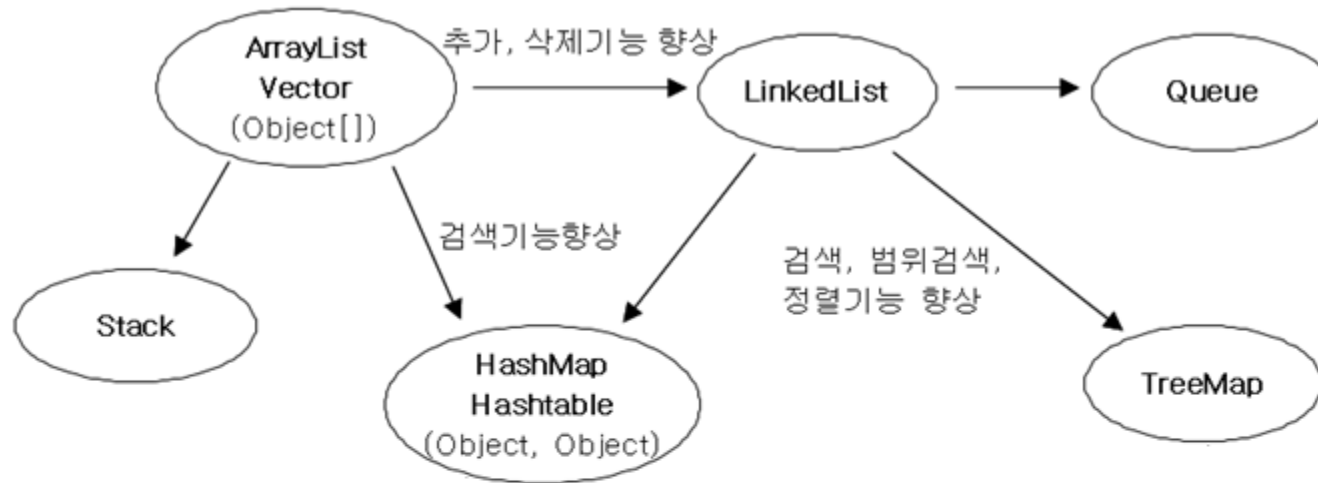 ArrayList
Vector
(Object[])
추가, 삭제기능 향상
LinkedList
Queue
검색기능향상
검색, 범위검색,
정렬기능 향상
Stack
HashMap
Hashtable
(Object, Object)
TreeMap